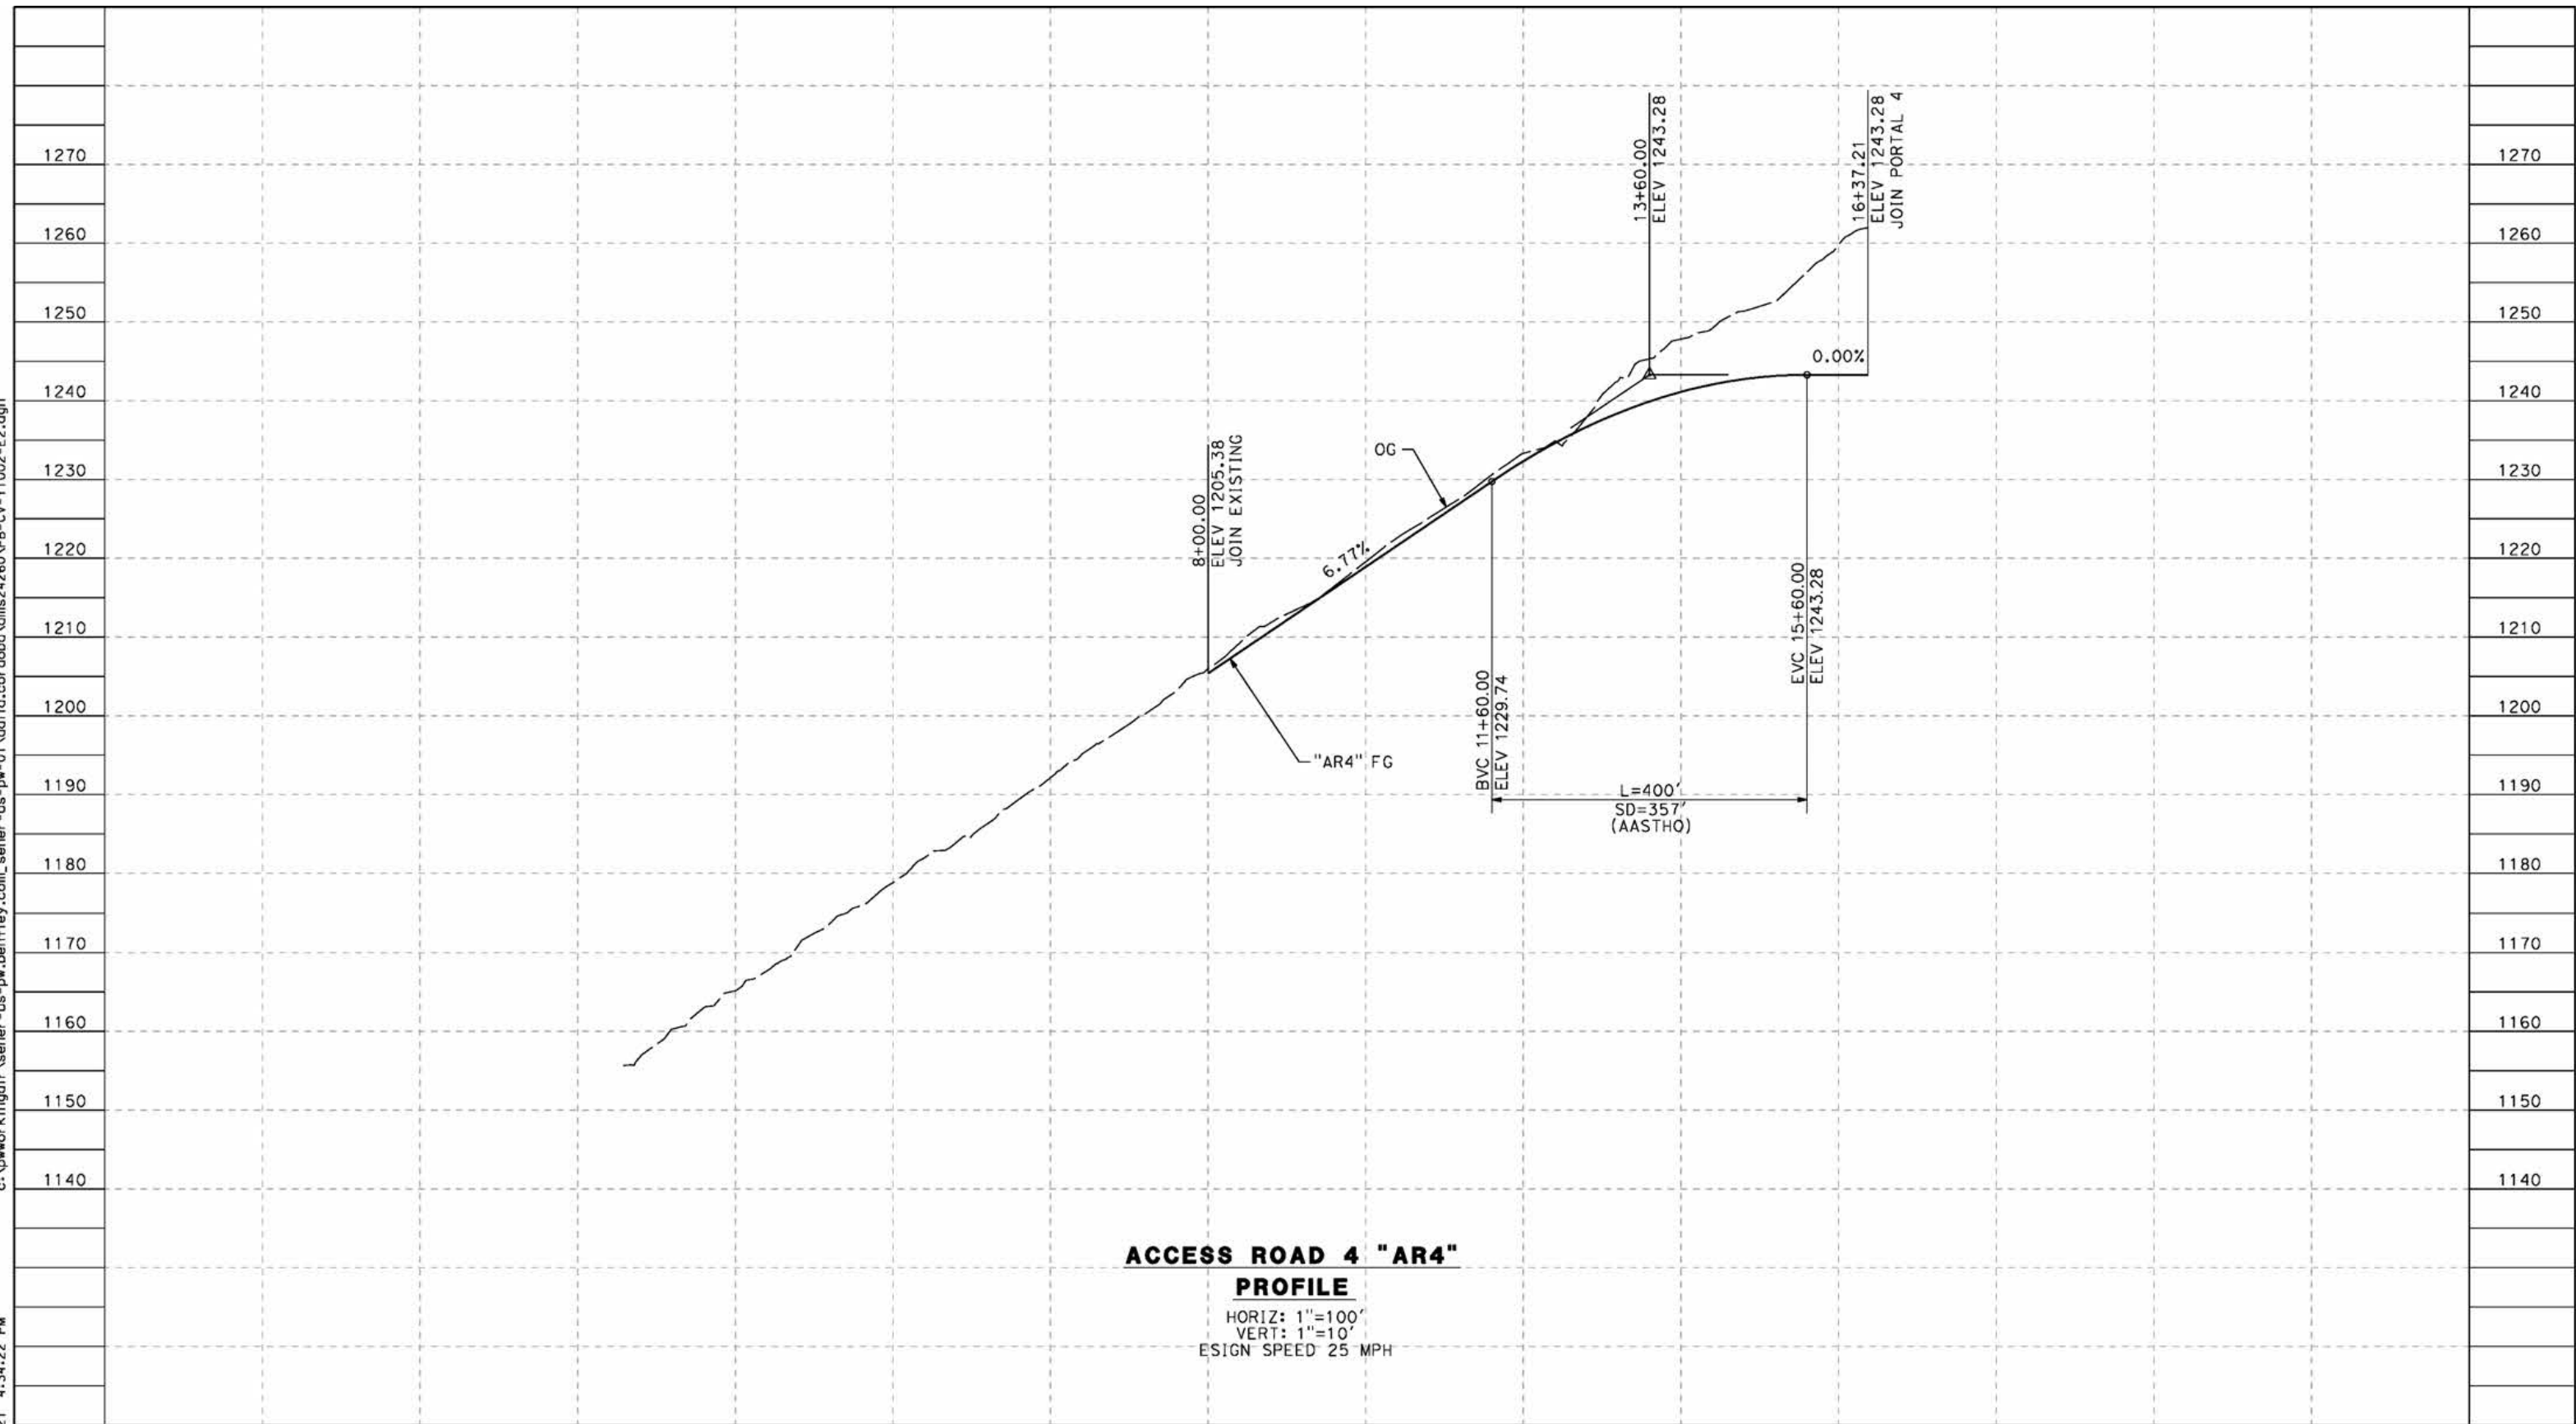 1270
1260
1250
1240
1230
1220
1210
1200
1190
1180
1170
1160
1150
1140
13+60.00
ELEV 1243.28
16+37.21
ELEV 1243.28
JOIN PORTAL 4
0.00%
8+00.00
ELEV 1205.38
JOIN EXISTING
OG
6.77%
"AR4" FG
BVC 11+60.00
ELEV 1229.74
EVC 15+60.00
ELEV 1243.28
L=400'
SD=357'
(AASTHO)
1270
1260
1250
1240
1230
1220
1210
1200
1190
1180
1170
1160
1150
1140
ACCESS ROAD 4 "AR4"
PROFILE
HORIZ: 1"=100'
VERT: 1"=10'
ESIGN SPEED 25 MPH
4:34:22 PM